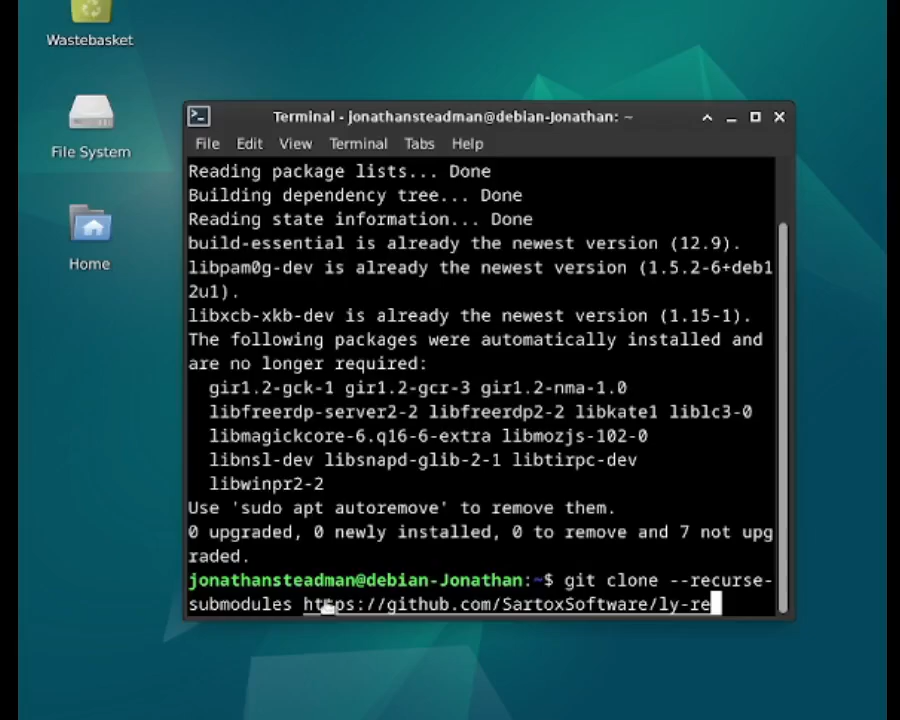 Wastebasket
File System
Home
Terminal - jonathansteadman@debian-Jonathan: ~
File Edit View Terminal Tabs Help
Reading package lists... Done
Building dependency tree... Done
Reading state information... Done
build-essential is already the newest version (12.9).
libpam0g-dev is already the newest version (1.5.2-6+deb1
2u1).
libxcb-xkb-dev is already the newest version (1.15-1).
The following packages were automatically installed and
are no longer required:
gir1.2-gck-1 gir1.2-gcr-3 gir1.2-nma-1.0
libfreerdp-server2-2 libfreerdp2-2 libkate1 liblc3-0
libmagickcore-6.q16-6-extra libmozjs-102-0
libnsl-dev libsnapd-glib-2-1 libtirpc-dev
libwinpr2-2
Use 'sudo apt autoremove' to remove them.
0 upgraded, 0 newly installed, 0 to remove and 7 not upg
raded.
jonathansteadman@debian-Jonathan:~$ git clone --recurse-
submodules https://github.com/SartoxSoftware/ly-re